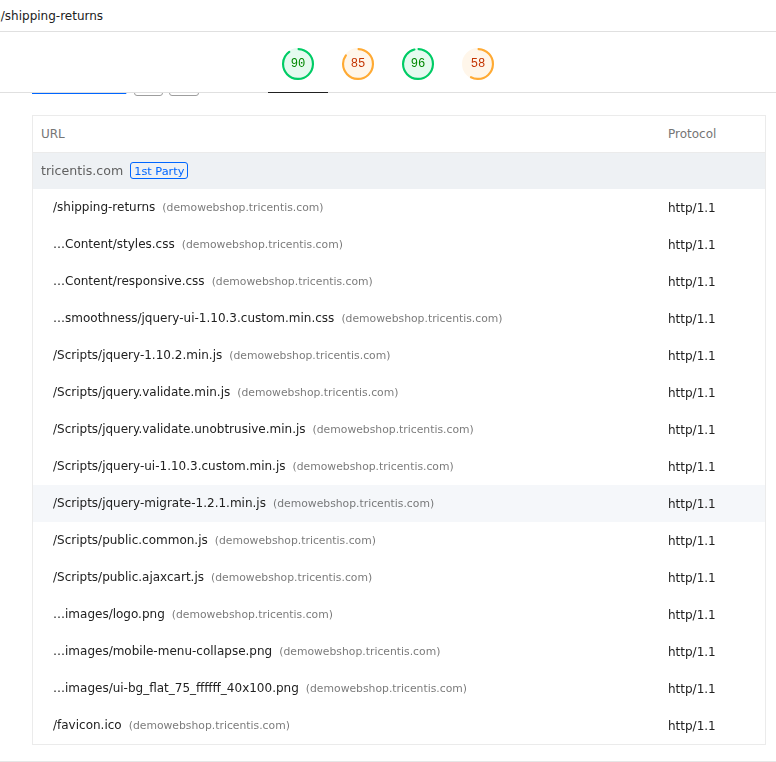 /shipping-returns
90 85 96 58
URL Protocol
tricentis.com 1st Party
/shipping-returns (demowebshop.tricentis.com) http/1.1
…Content/styles.css (demowebshop.tricentis.com) http/1.1
…Content/responsive.css (demowebshop.tricentis.com) http/1.1
…smoothness/jquery-ui-1.10.3.custom.min.css (demowebshop.tricentis.com) http/1.1
/Scripts/jquery-1.10.2.min.js (demowebshop.tricentis.com) http/1.1
/Scripts/jquery.validate.min.js (demowebshop.tricentis.com) http/1.1
/Scripts/jquery.validate.unobtrusive.min.js (demowebshop.tricentis.com) http/1.1
/Scripts/jquery-ui-1.10.3.custom.min.js (demowebshop.tricentis.com) http/1.1
/Scripts/jquery-migrate-1.2.1.min.js (demowebshop.tricentis.com) http/1.1
/Scripts/public.common.js (demowebshop.tricentis.com) http/1.1
/Scripts/public.ajaxcart.js (demowebshop.tricentis.com) http/1.1
…images/logo.png (demowebshop.tricentis.com) http/1.1
…images/mobile-menu-collapse.png (demowebshop.tricentis.com) http/1.1
…images/ui-bg_flat_75_ffffff_40x100.png (demowebshop.tricentis.com) http/1.1
/favicon.ico (demowebshop.tricentis.com) http/1.1